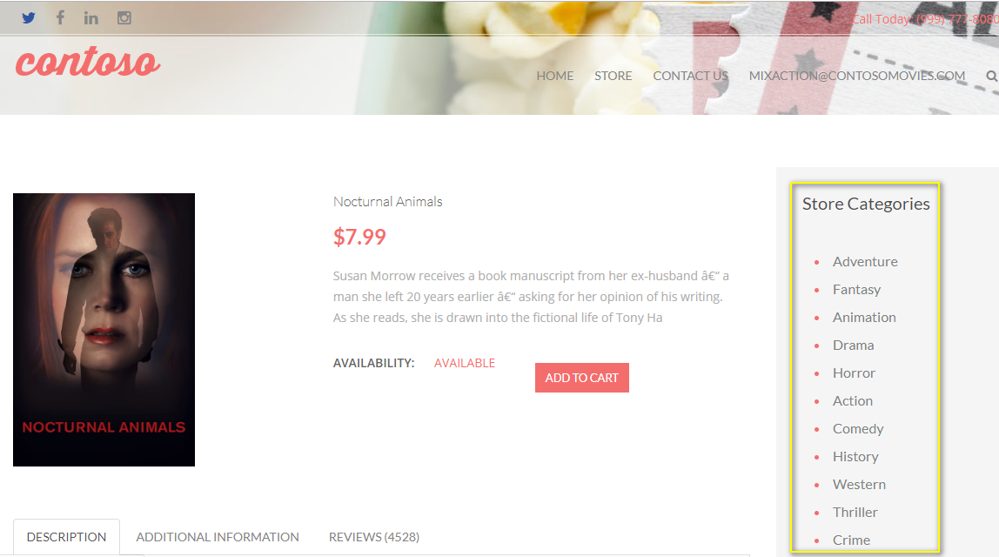 Call Today: (999) 777-8080
contoso
HOME STORE CONTACT US MIXACTION@CONTOSOMOVIES.COM
Nocturnal Animals
$7.99
Susan Morrow receives a book manuscript from her ex-husband â€“ a
man she left 20 years earlier â€“ asking for her opinion of his writing.
As she reads, she is drawn into the fictional life of Tony Ha
AVAILABILITY: AVAILABLE
ADD TO CART
NOCTURNAL ANIMALS
DESCRIPTION ADDITIONAL INFORMATION REVIEWS (4528)
Store Categories
Adventure
Fantasy
Animation
Drama
Horror
Action
Comedy
History
Western
Thriller
Crime